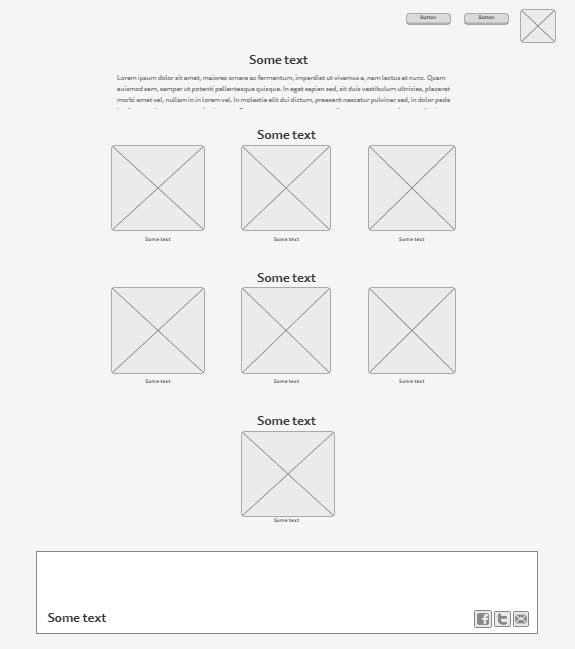 Button
Button
Some text
Lorem ipsum dolor sit amet, maiores ornare ac fermentum, imperdiet ut vivamus a, nam lectus at nunc. Quam
euismod sem, semper ut potenti pellentesque quisque. In eget sapien sed, sit duis vestibulum ultricies, placerat
morbi amet vel, nullam in in lorem vel. In molestie elit dui dictum, praesent nascetur pulvinar sed, in dolor pede
Some text
Some text
Some text
Some text
Some text
Some text
Some text
Some text
Some text
Some text
Some text